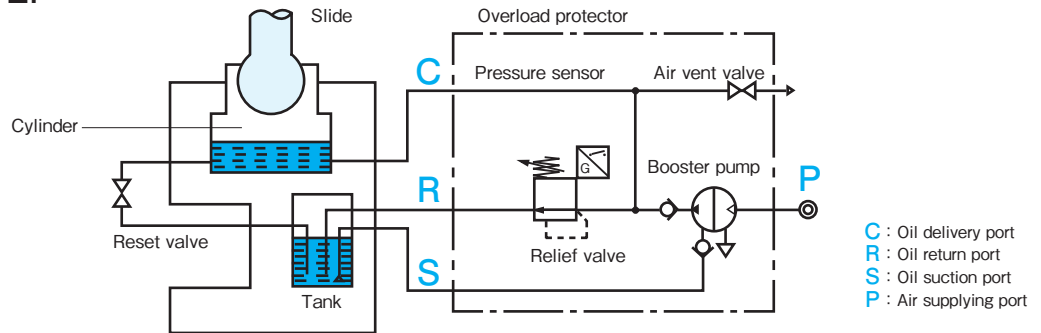 Slide
Overload protector
C
Pressure sensor
Air vent valve
Cylinder
G
Booster pump
R
P
Reset valve
Relief valve
S
Tank
C : Oil delivery port
R : Oil return port
S : Oil suction port
P : Air supplying port